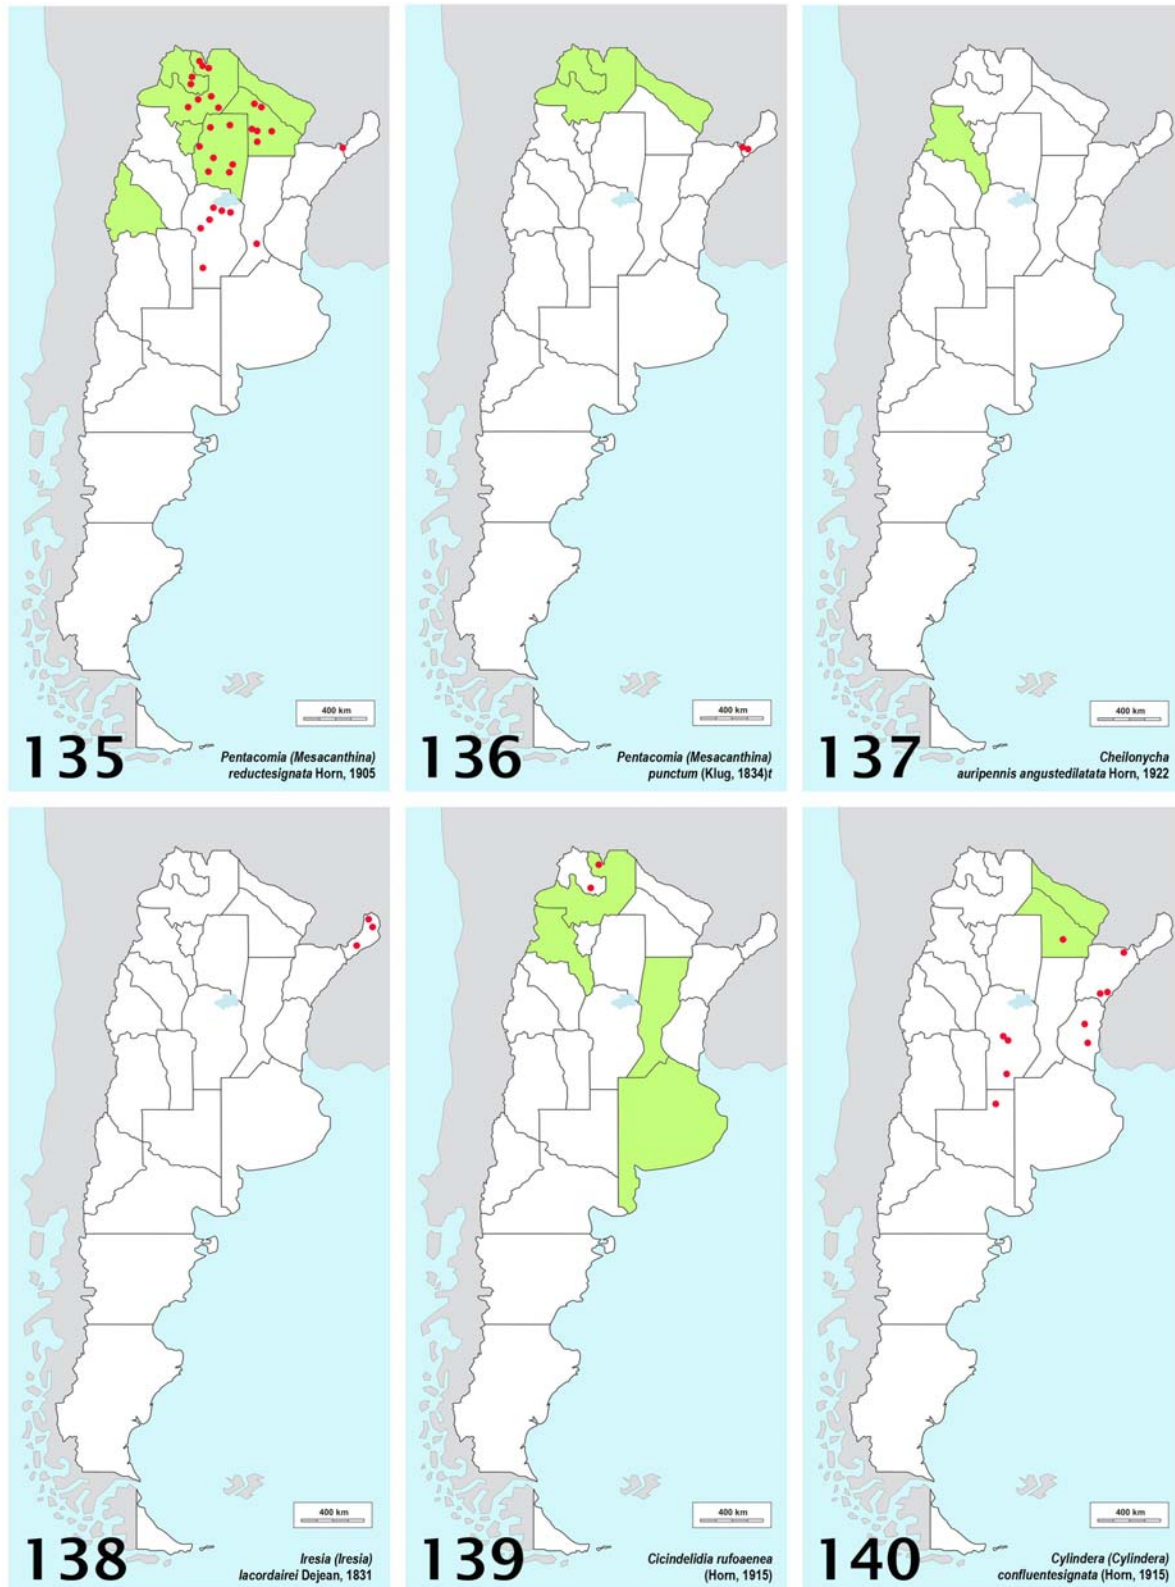 400 km
135
Pentacomia (Mesacanthina)
reductesignata Horn, 1905
400 km
136
Pentacomia (Mesacanthina)
punctum (Klug, 1834)t
400 km
137
Cheilonycha
auripennis angustedilatata Horn, 1922
400 km
138
Iresia (Iresia)
lacordairei Dejean, 1831
400 km
139
Cicindelidia rufoaenea
(Horn, 1915)
400 km
140
Cylindera (Cylindera)
confluentesignata (Horn, 1915)